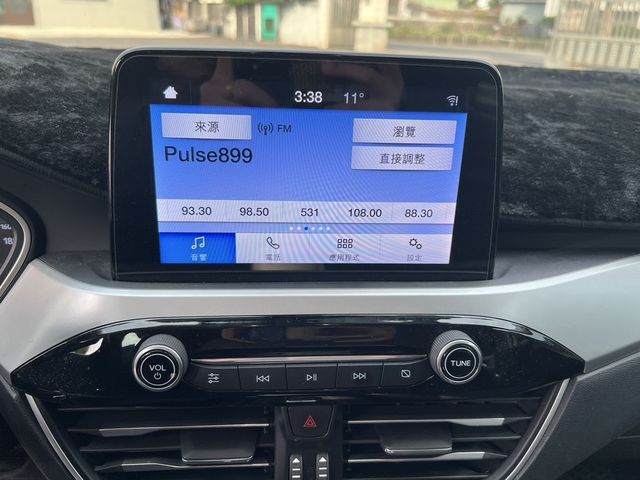 3:38 11°
來源 FM 瀏覽
Pulse899 直接調整
93.30 98.50 531 108.00 88.30
音響 電話 應用程式 設定
VOL TUNE